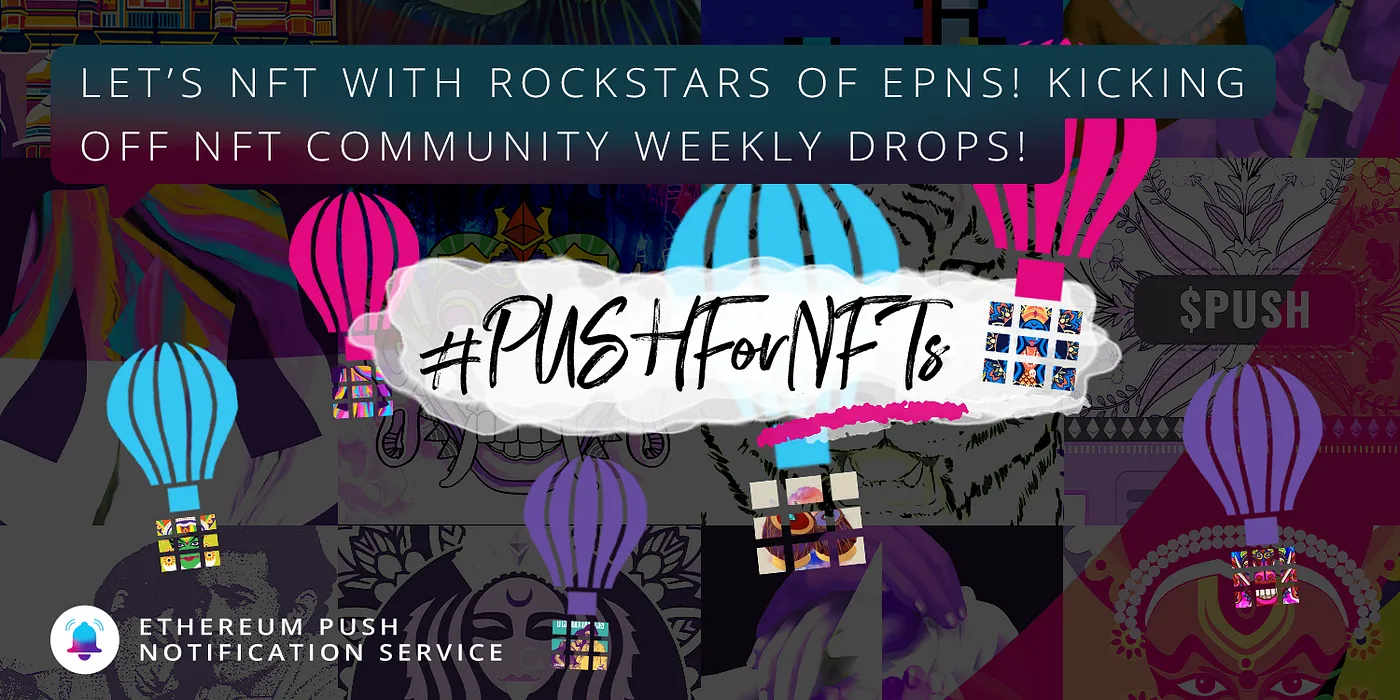 LET'S NFT WITH ROCKSTARS OF EPNS! KICKING
OFF NFT COMMUNITY WEEKLY DROPS!
#PUSHForNFTs
$PUSH
ETHEREUM PUSH
NOTIFICATION SERVICE